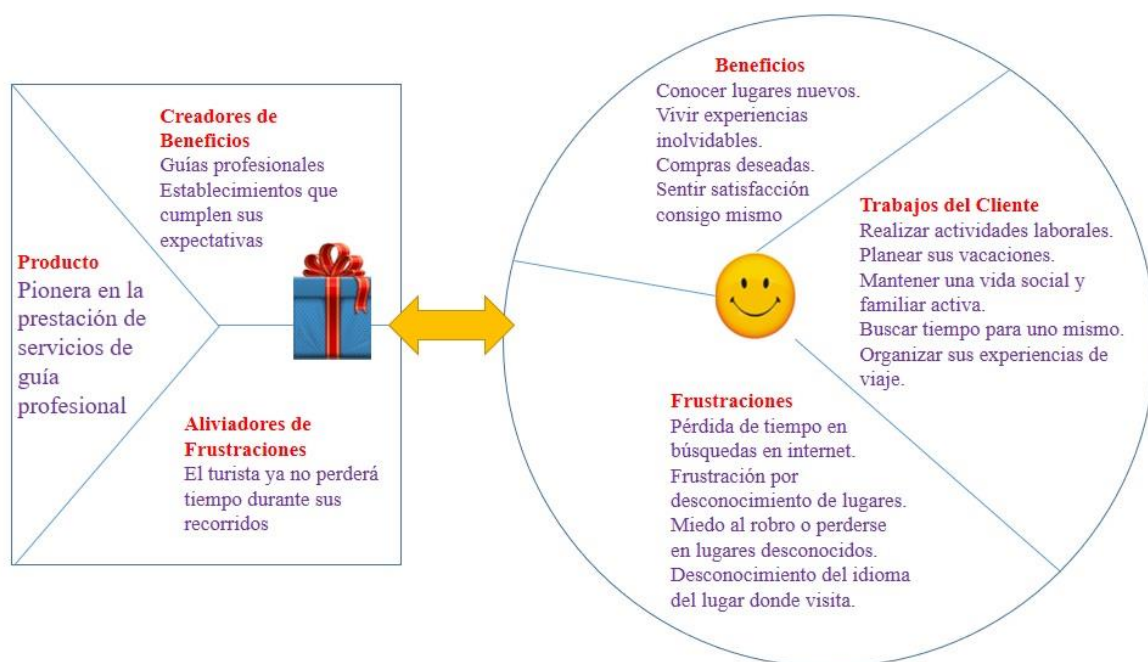 Creadores de
Beneficios
Guías profesionales
Establecimientos que
cumplen sus
expectativas
Producto
Pionera en la
prestación de
servicios de
guía
profesional
Aliviadores de
Frustraciones
El turista ya no perderá
tiempo durante sus
recorridos
Beneficios
Conocer lugares nuevos.
Vivir experiencias
inolvidables.
Compras deseadas.
Sentir satisfacción
consigo mismo
Trabajos del Cliente
Realizar actividades laborales.
Planear sus vacaciones.
Mantener una vida social y
familiar activa.
Buscar tiempo para uno mismo.
Organizar sus experiencias de
viaje.
Frustraciones
Pérdida de tiempo en
búsquedas en internet.
Frustración por
desconocimiento de lugares.
Miedo al robro o perderse
en lugares desconocidos.
Desconocimiento del idioma
del lugar donde visita.